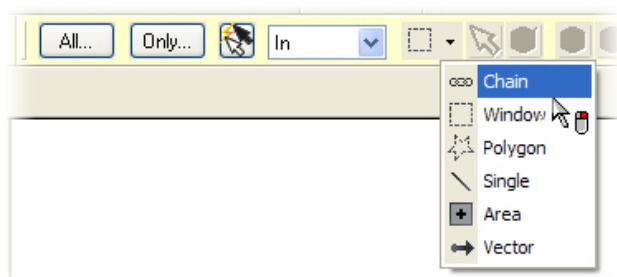 All... Only... In
Chain
Window
Polygon
Single
Area
Vector